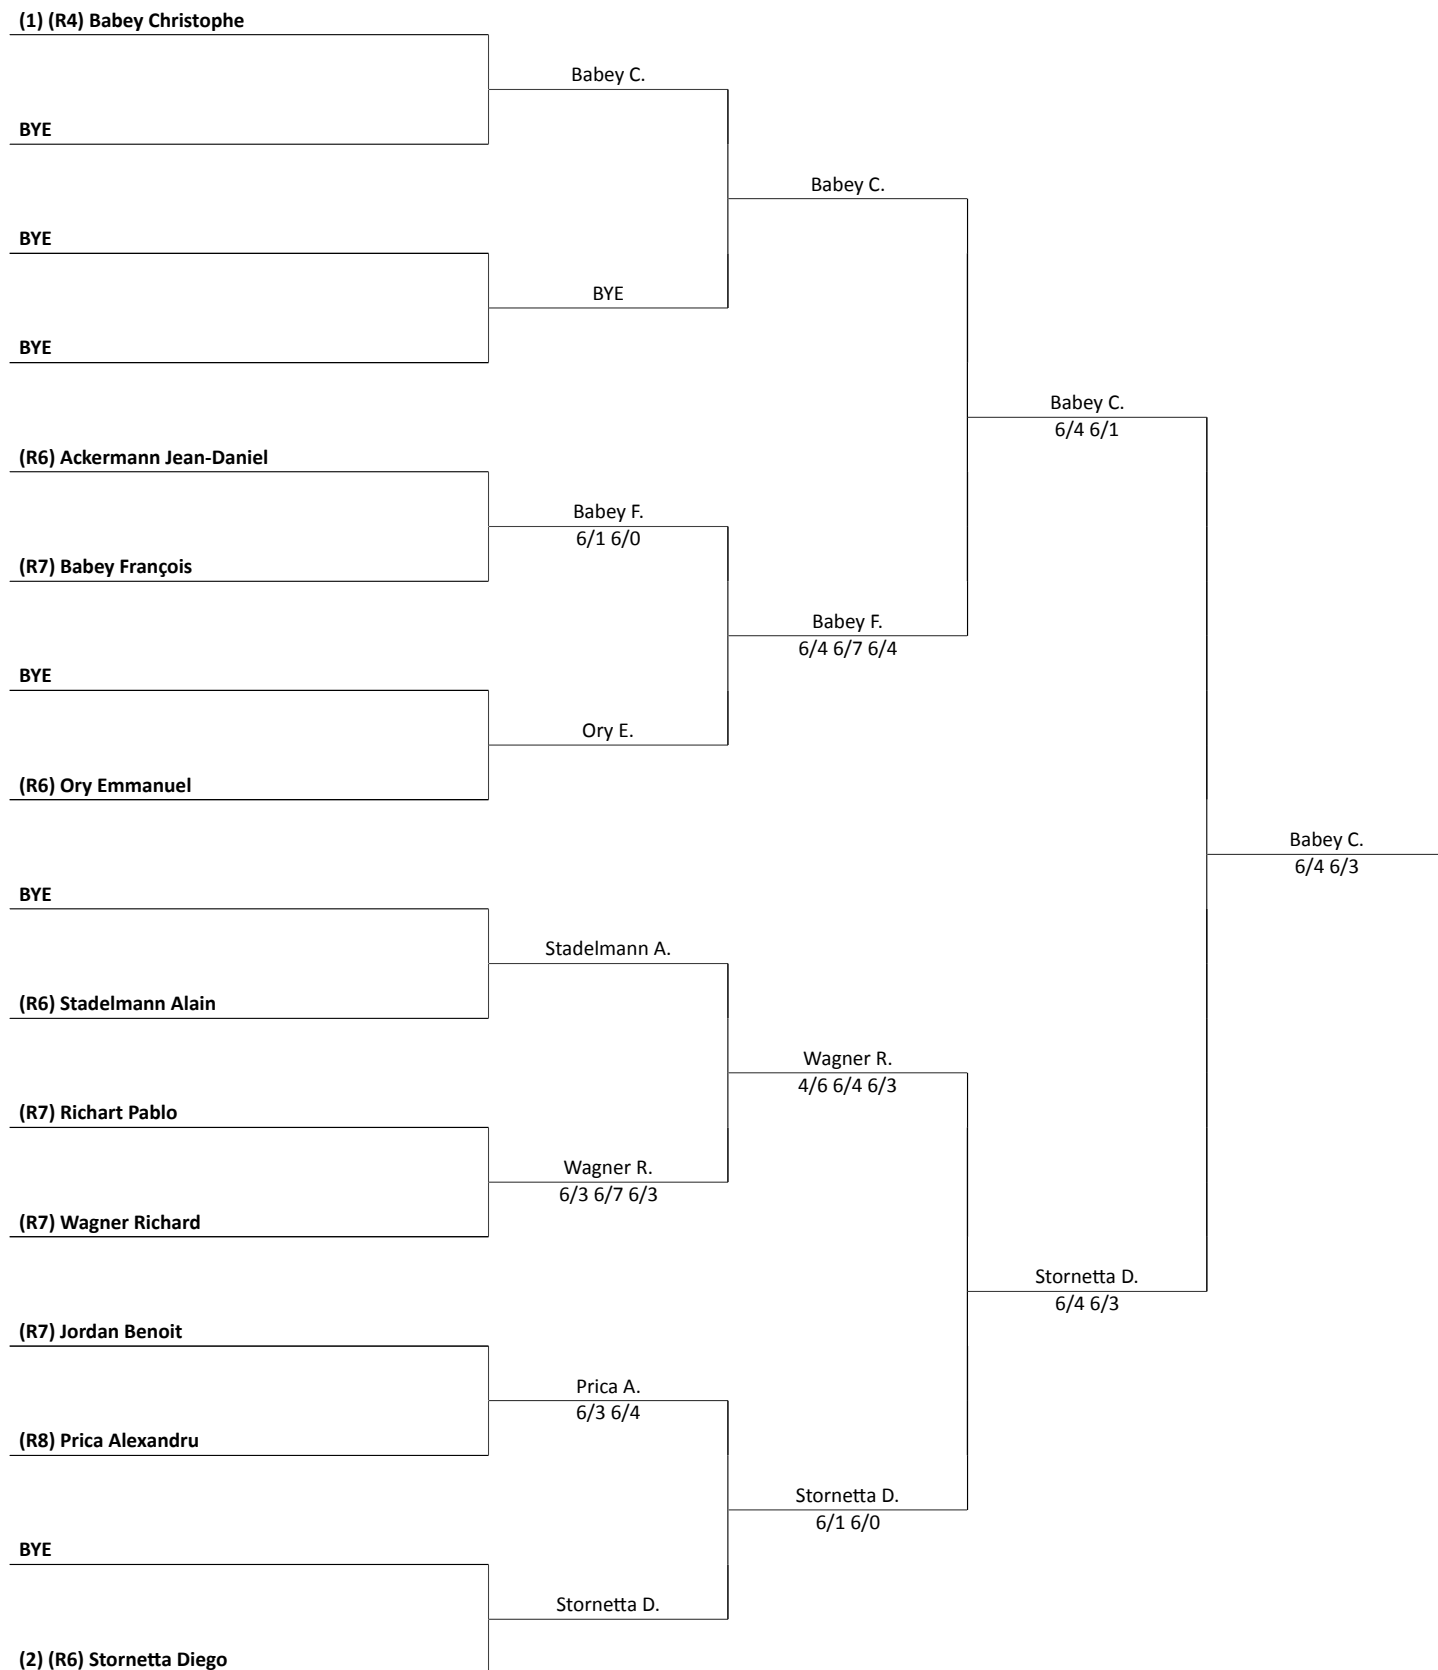 (1) (R4) Babey Christophe
Babey C.
BYE
Babey C.
BYE
BYE
BYE
Babey C.
6/4 6/1
(R6) Ackermann Jean-Daniel
Babey F.
6/1 6/0
(R7) Babey François
Babey F.
6/4 6/7 6/4
BYE
Ory E.
(R6) Ory Emmanuel
Babey C.
6/4 6/3
BYE
Stadelmann A.
(R6) Stadelmann Alain
Wagner R.
4/6 6/4 6/3
(R7) Richart Pablo
Wagner R.
6/3 6/7 6/3
(R7) Wagner Richard
Stornetta D.
6/4 6/3
(R7) Jordan Benoit
Prica A.
6/3 6/4
(R8) Prica Alexandru
Stornetta D.
6/1 6/0
BYE
Stornetta D.
(2) (R6) Stornetta Diego